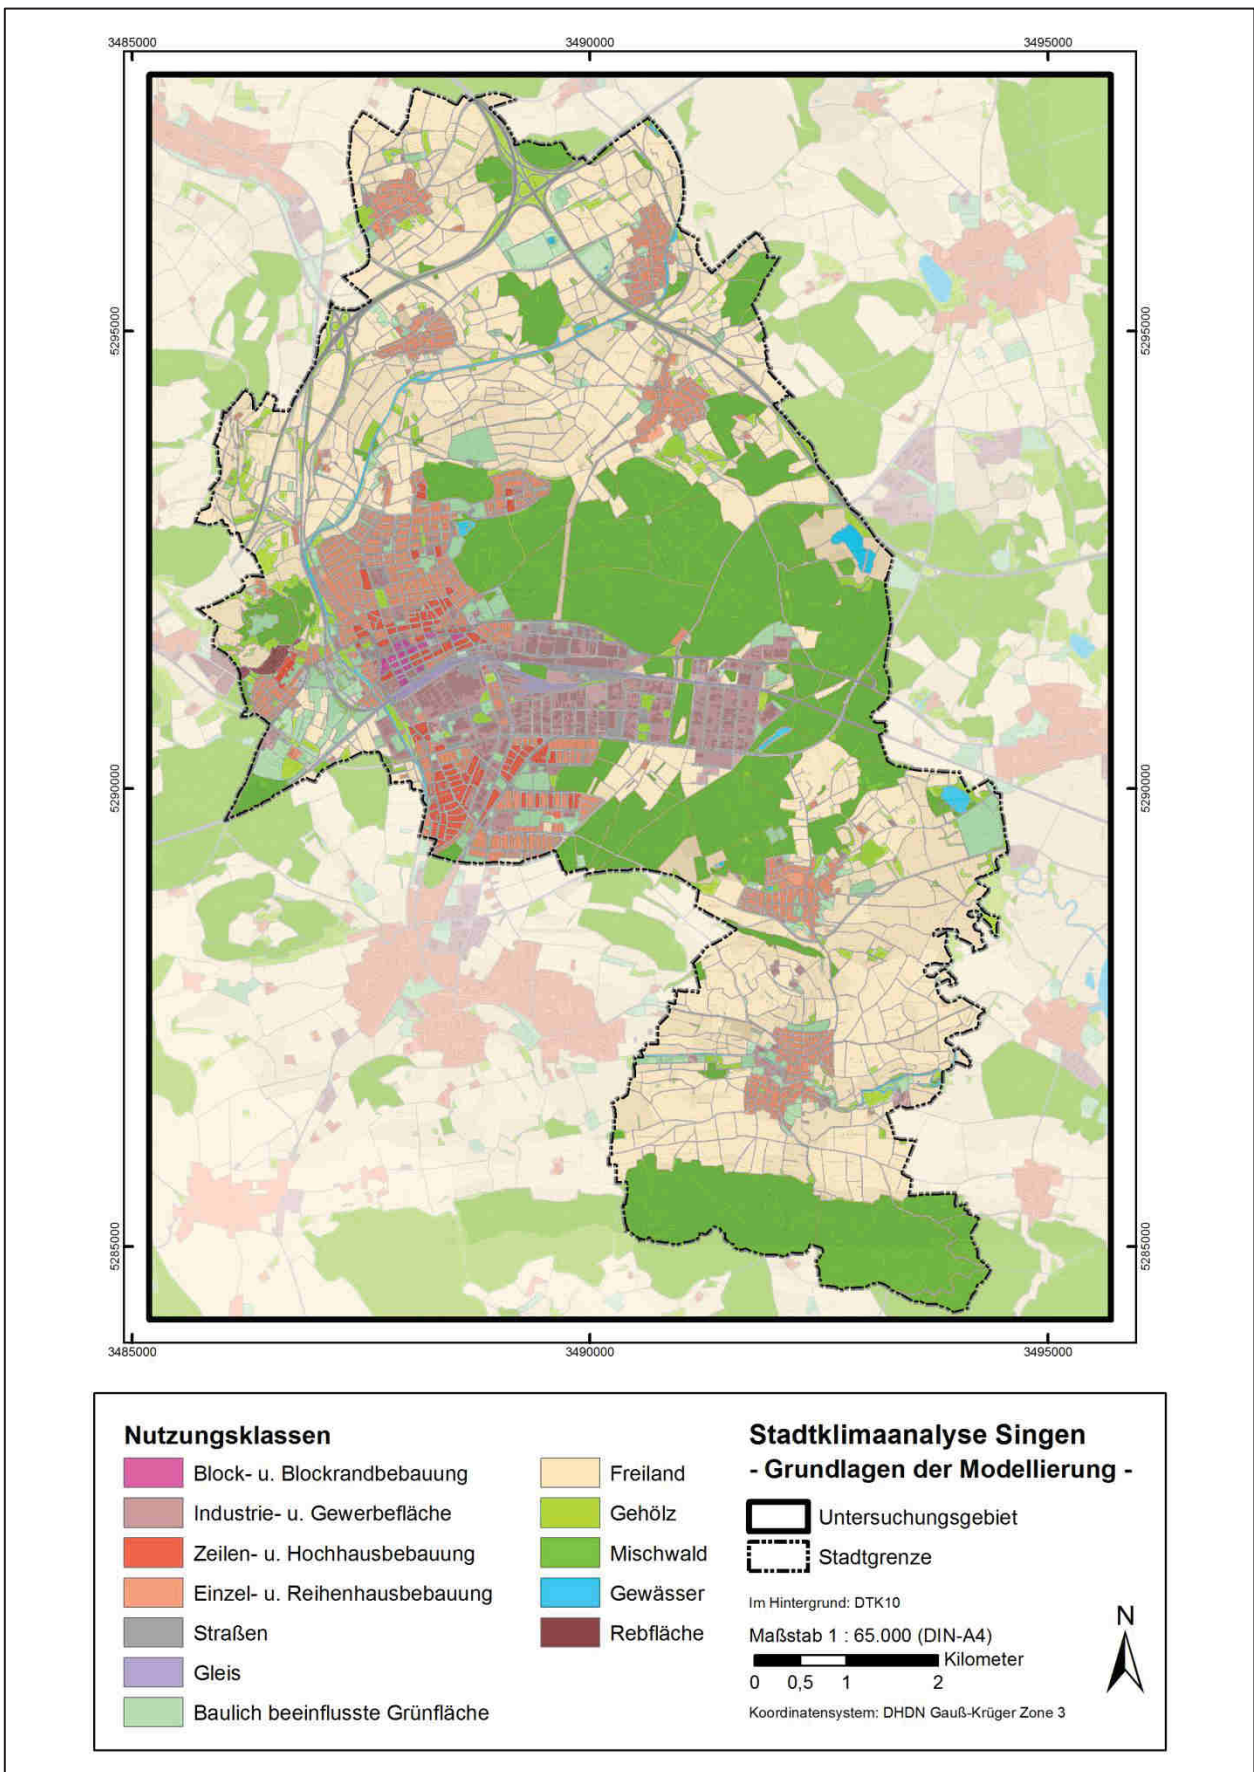 3485000 3490000 3495000
5295000 5295000
5290000 5290000
5285000 5285000
3485000 3490000 3495000
Nutzungsklassen
Block- u. Blockrandbebauung
Industrie- u. Gewerbefläche
Zeilen- u. Hochhausbebauung
Einzel- u. Reihenhausbebauung
Straßen
Gleis
Baulich beeinflusste Grünfläche
Freiland
Gehölz
Mischwald
Gewässer
Rebfläche
Stadtklimaanalyse Singen
- Grundlagen der Modellierung -
Untersuchungsgebiet
Stadtgrenze
Im Hintergrund: DTK10
Maßstab 1 : 65.000 (DIN-A4)
Kilometer
0 0,5 1 2
Koordinatensystem: DHDN Gauß-Krüger Zone 3
N